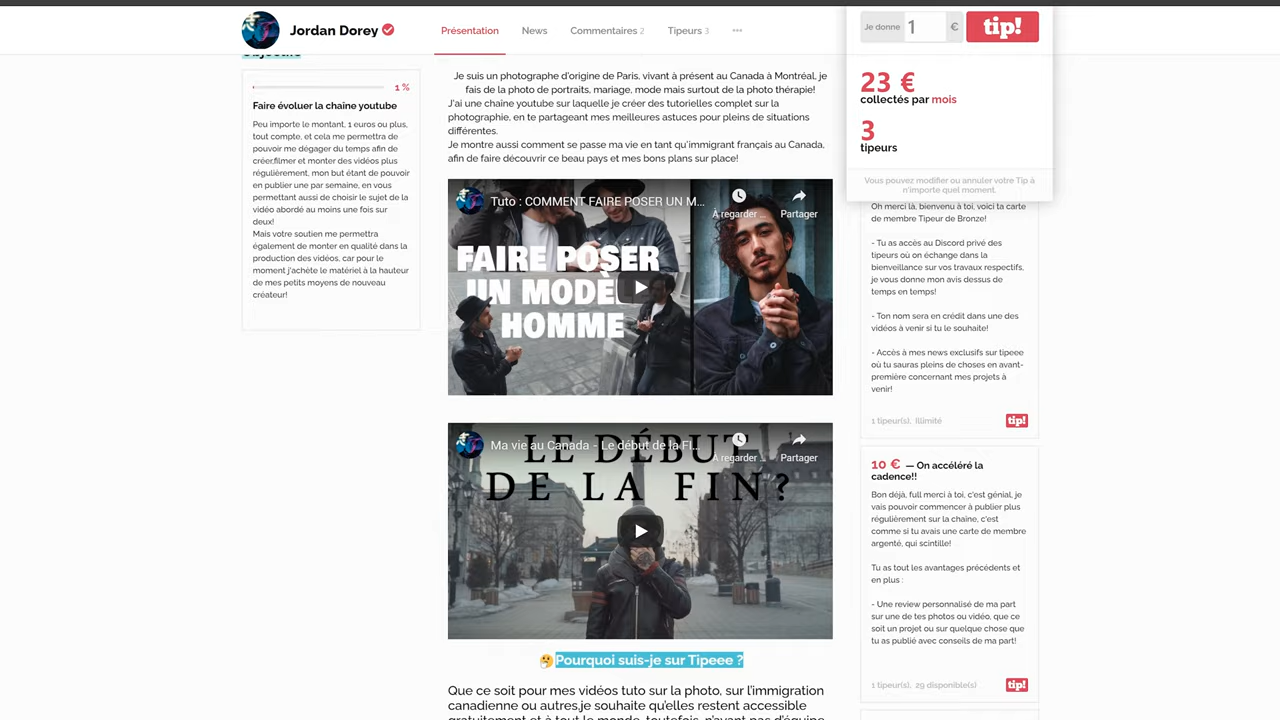 Jordan Dorey
Présentation
News
Commentaires 2
Tipeurs 3
•••
Je donne 1 €
tip!
23 €
collectés par mois
3
tipeurs
Vous pouvez modifier ou annuler votre Tip à
n'importe quel moment.
Objectifs
1 %
Faire évoluer la chaine youtube
Peu importe le montant, 1 euros ou plus,
tout compte, et cela me permettra de
pouvoir me dégager du temps afin de
créer,filmer et monter des vidéos plus
régulièrement, mon but étant de pouvoir
en publier une par semaine, en vous
permettant aussi de choisir le sujet de la
vidéo abordé au moins une fois sur
deux!
Mais votre soutien me permettra
également de monter en qualité dans la
production des vidéos, car pour le
moment j'achète le matériel à la hauteur
de mes petits moyens de nouveau
créateur!
Je suis un photographe d'origine de Paris, vivant à présent au Canada à Montréal, je
fais de la photo de portraits, mariage, mode mais surtout de la photo thérapie!
J'ai une chaine youtube sur laquelle je créer des tutorielles complet sur la
photographie, en te partageant mes meilleures astuces pour pleins de situations
différentes.
Je montre aussi comment se passe ma vie en tant qu'immigrant français au Canada,
afin de faire découvrir ce beau pays et mes bons plans sur place!
Tuto : COMMENT FAIRE POSER UN M...
À regarder ...
Partager
FAIRE POSER
UN MODÈ
HOMME
Ma vie au Canada - Le début de la FI...
À regarder ...
Partager
LE DÉBUT
DE LA FIN?
🤔Pourquoi suis-je sur Tipeee ?
Que ce soit pour mes vidéos tuto sur la photo, sur l'immigration
canadienne ou autres,je souhaite qu'elles restent accessible
gratuitement et à tout le monde, toutefois, n'ayant pas d'équipe
Oh merci là, bienvenu à toi, voici ta carte
de membre Tipeur de Bronze!
- Tu as accès au Discord privé des
tipeurs où on échange dans la
bienveillance sur vos travaux respectifs,
je vous donne mon avis dessus de
temps en temps!
- Ton nom sera en crédit dans une des
vidéos à venir si tu le souhaite!
- Accès à mes news exclusifs sur tipeee
où tu sauras pleins de choses en avant-
première concernant mes projets à
venir!
1 tipeur(s), Illimité
tip!
10 € — On accéléré la
cadence!!
Bon déjà, full merci à toi, c'est génial, je
vais pouvoir commencer à publier plus
régulièrement sur la chaine, c'est
comme si tu avais une carte de membre
argenté, qui scintille!
Tu as tout les avantages précédents et
en plus :
- Une review personnalisé de ma part
sur une de tes photos ou vidéo, que ce
soit un projet ou sur quelque chose que
tu as publié avec conseils de ma part!
1 tipeur(s), 29 disponible(s)
tip!